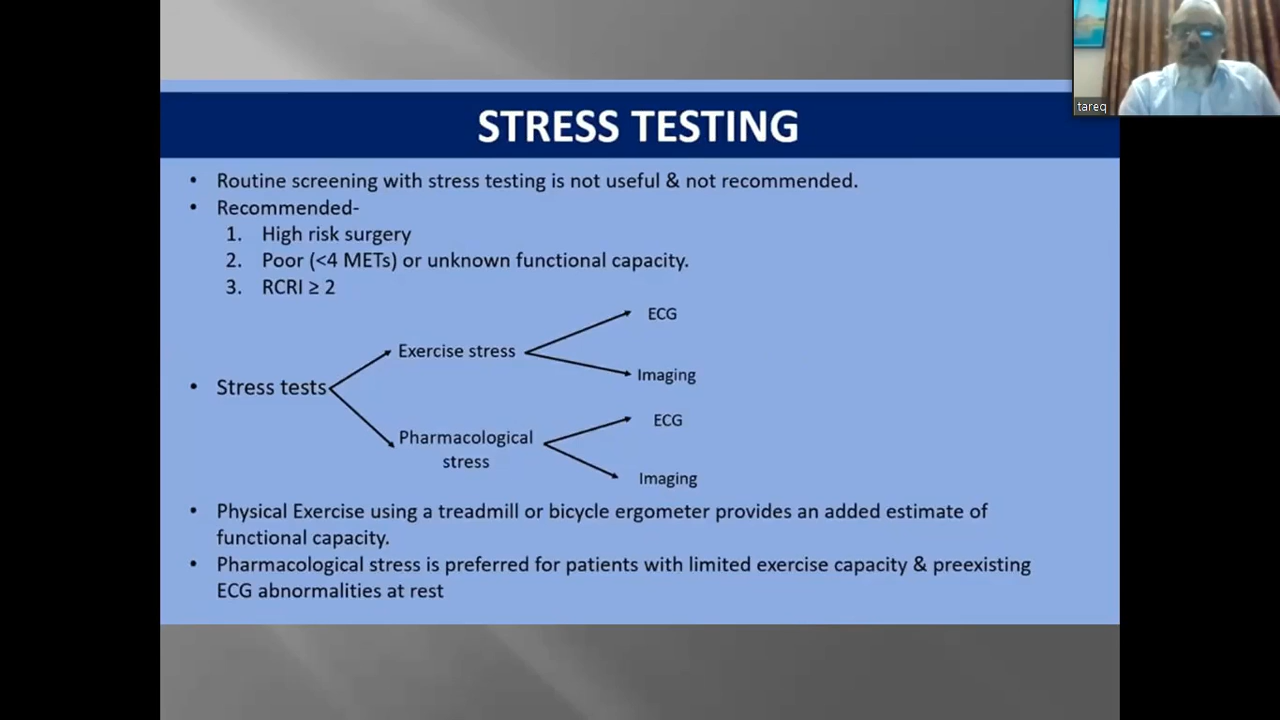 tareq
STRESS TESTING
• Routine screening with stress testing is not useful & not recommended.
• Recommended-
1. High risk surgery
2. Poor (<4 METs) or unknown functional capacity.
3. RCRI ≥ 2
ECG
Exercise stress
Imaging
• Stress tests
ECG
Pharmacological
stress
Imaging
• Physical Exercise using a treadmill or bicycle ergometer provides an added estimate of
functional capacity.
• Pharmacological stress is preferred for patients with limited exercise capacity & preexisting
ECG abnormalities at rest